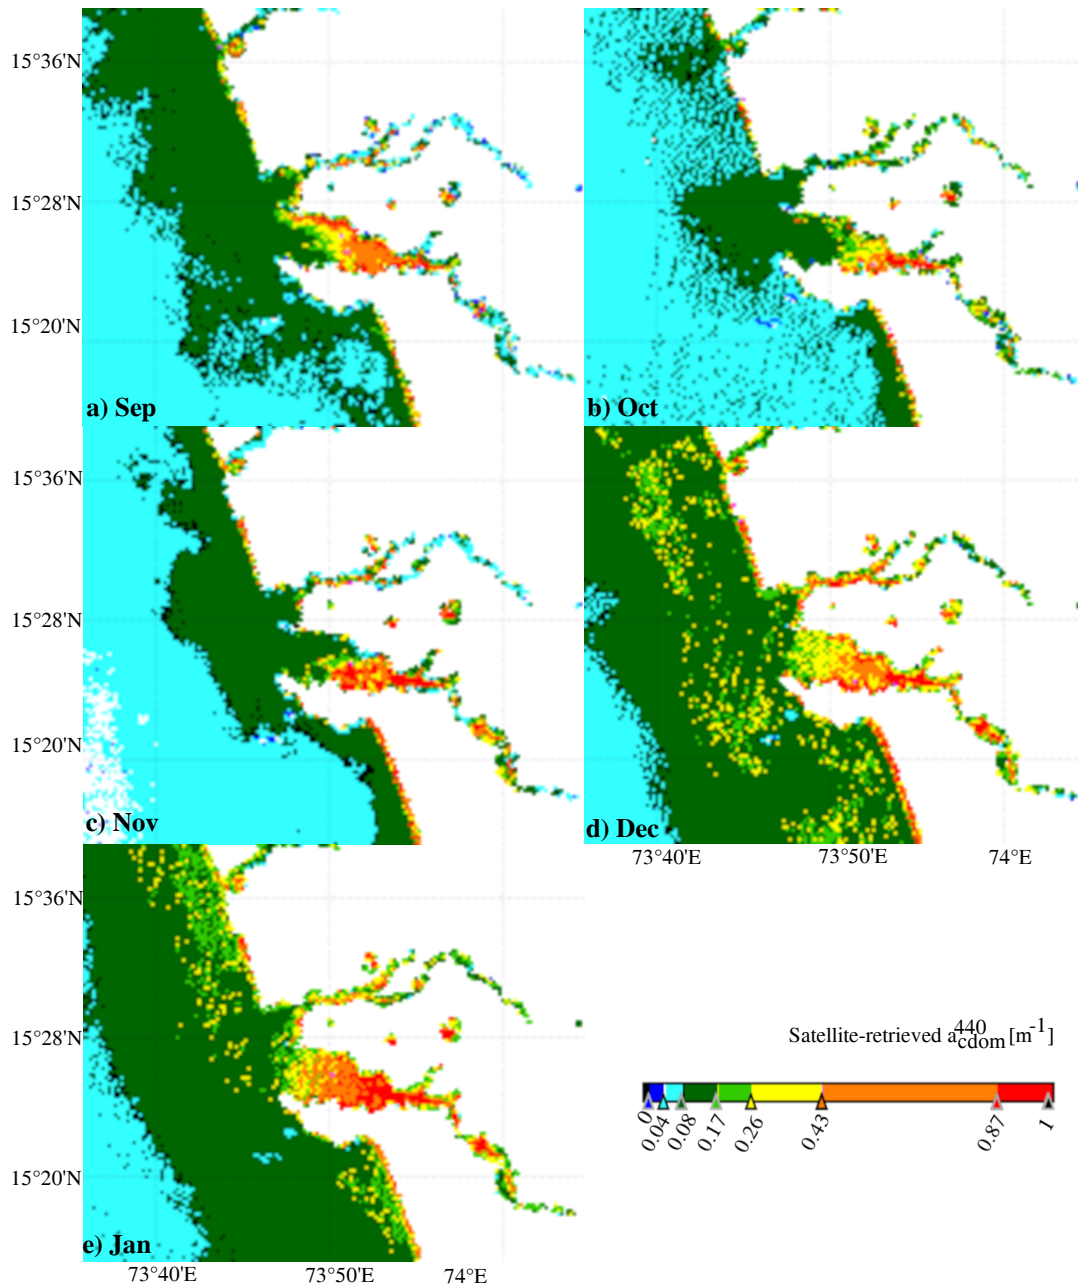 15°36'N
15°28'N
15°20'N
a) Sep
b) Oct
15°36'N
15°28'N
15°20'N
c) Nov
d) Dec
73°40'E 73°50'E 74°E
15°36'N
15°28'N
15°20'N
e) Jan
73°40'E 73°50'E 74°E
Satellite-retrieved a440cdom [m-1]
0 0.04 0.08 0.17 0.26 0.43 0.87 1